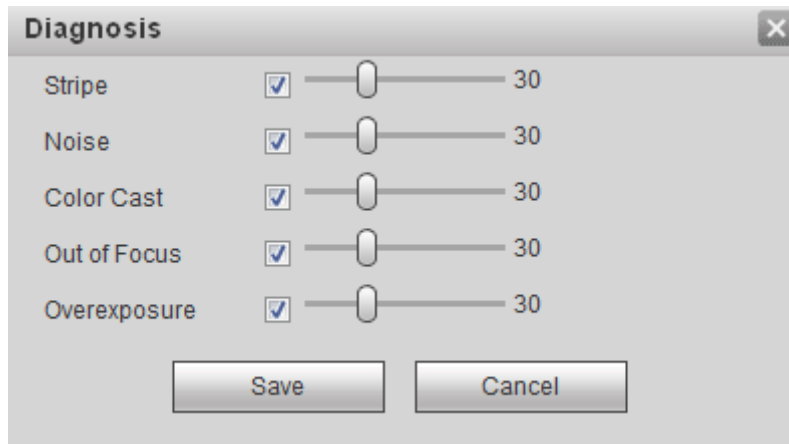 Diagnosis
Stripe 30
Noise 30
Color Cast 30
Out of Focus 30
Overexposure 30
Save Cancel